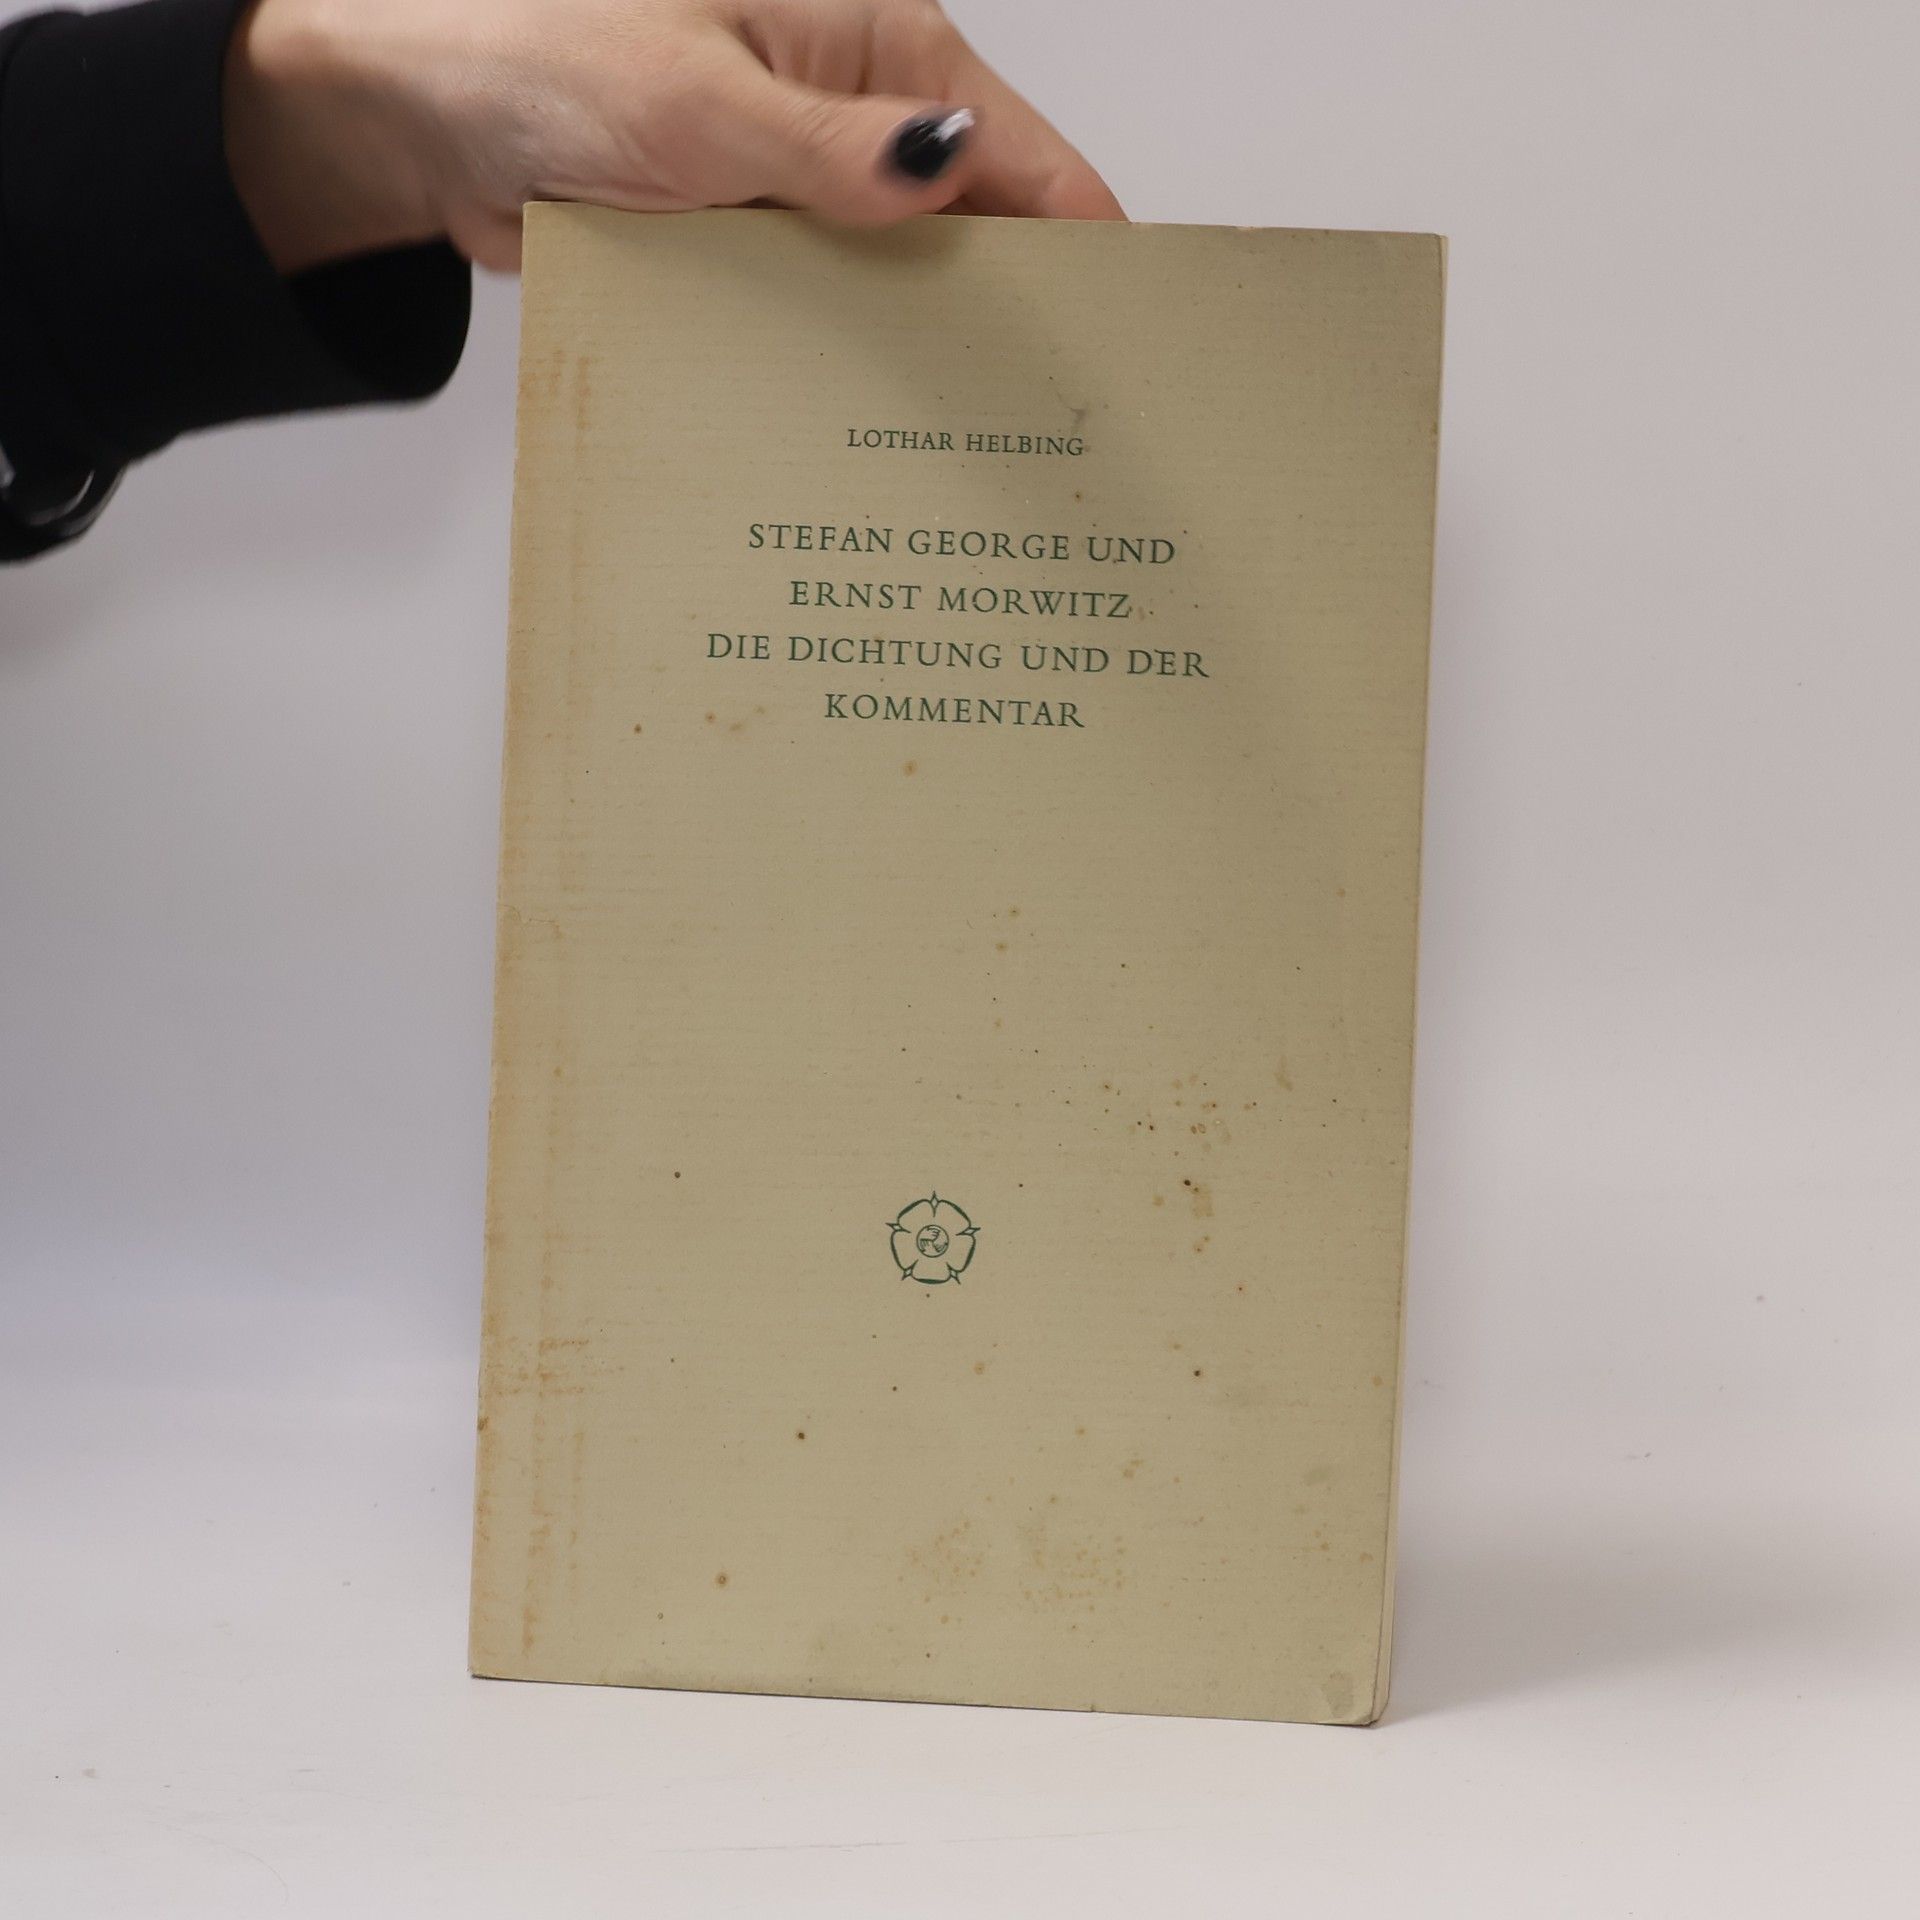 LOTHAR HELBING
STEFAN GEORGE UND
ERNST MORWITZ
DIE DICHTUNG UND DER
KOMMENTAR